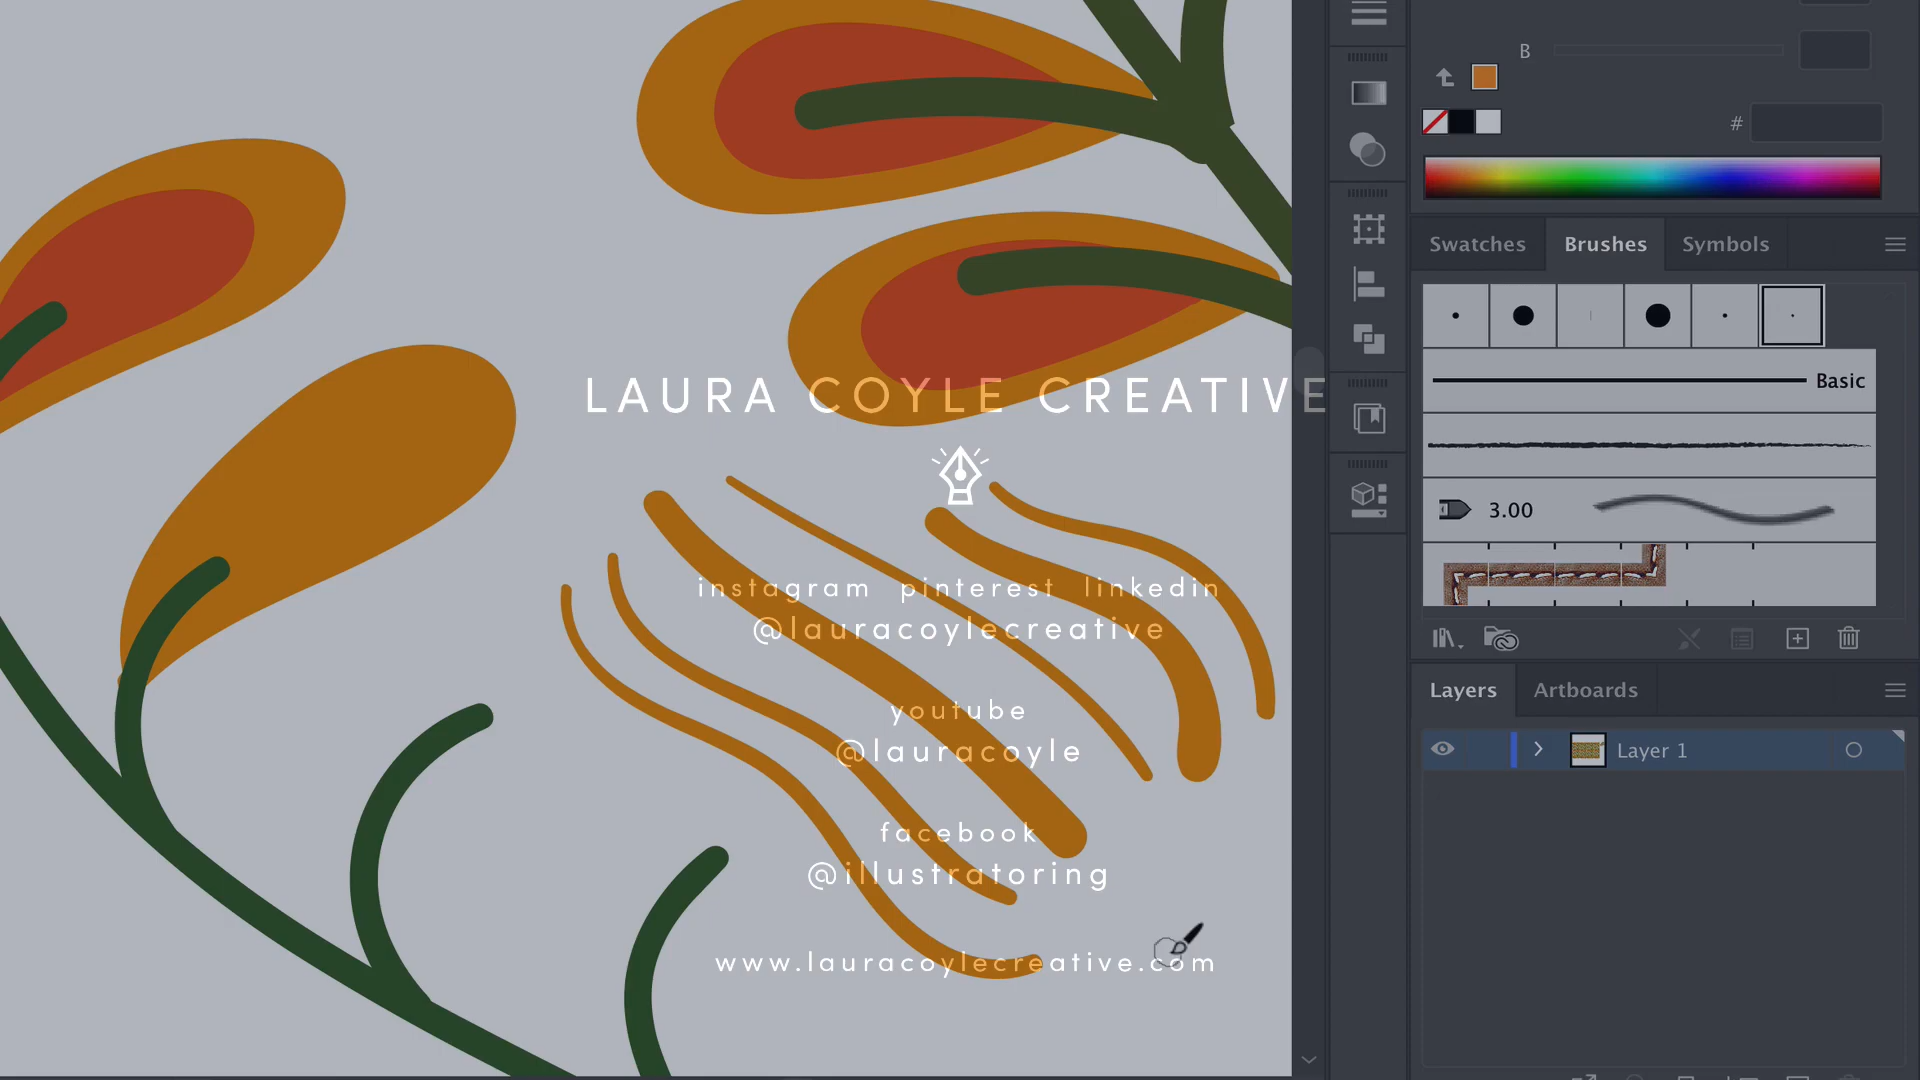 B
#
Swatches Brushes Symbols
Basic
3.00
LAURA COYLE CREATIVE
instagram pinterest linkedin
@lauracoylecreative
youtube
@lauracoyle
facebook
@illustratoring
www.lauracoylecreative.com
Layers Artboards
Layer 1